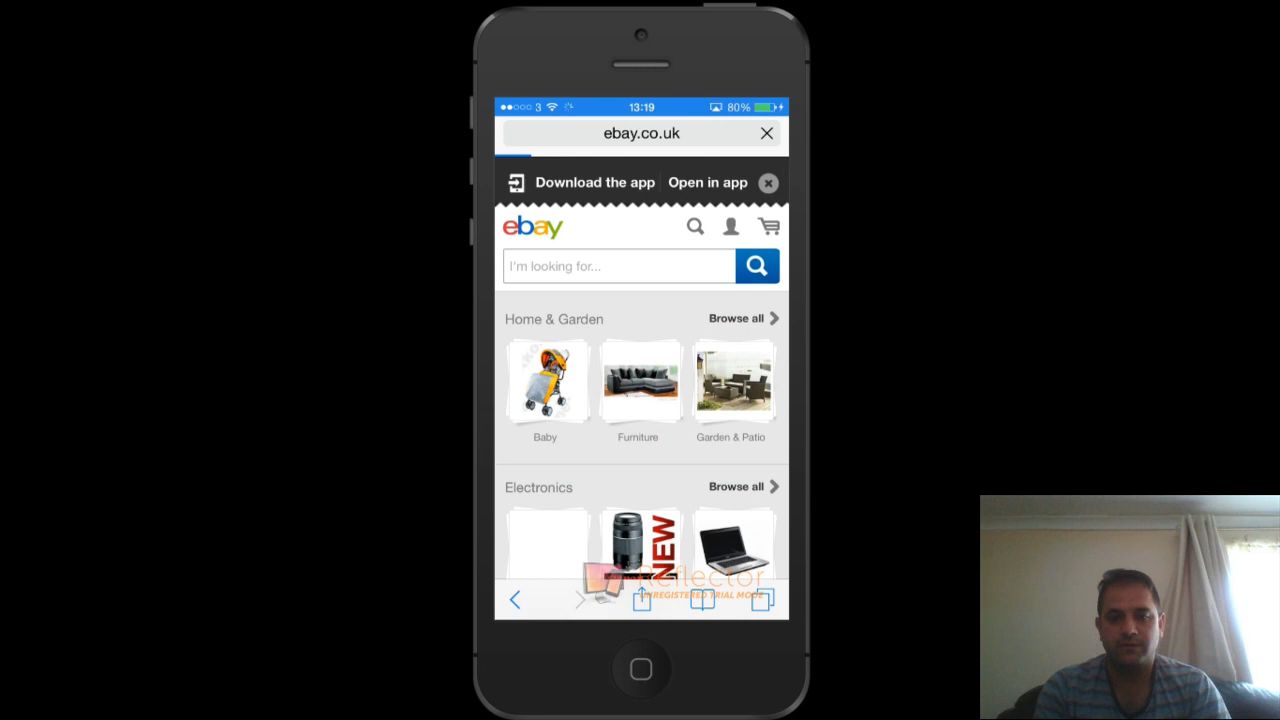 3 13:19 80%
ebay.co.uk
Download the app Open in app
ebay
I'm looking for...
Home & Garden Browse all
Baby Furniture Garden & Patio
Electronics Browse all
NEW
Reflector
UNREGISTERED TRIAL MODE